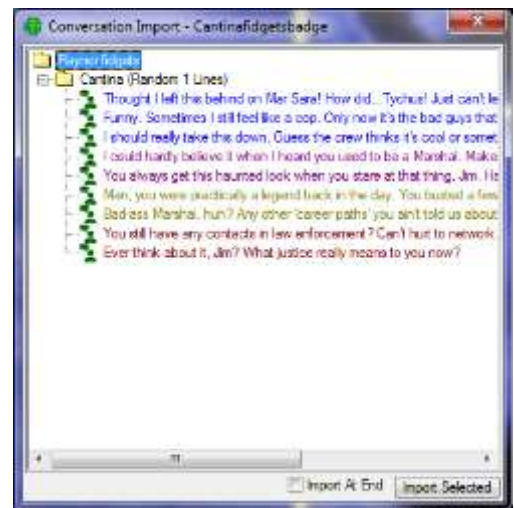 Conversation Import - Cantinafidgetsbadge
Raynor fidgets
Cantina (Random 1 Lines)
Thought I left this behind on Mar Sara! How did...Tychus! Just can't le
Funny. Sometimes I still feel like a cop. Only now it's the bad guys that
I should really take this down. Guess the crew thinks it's cool or somet
I could hardly believe it when I heard you used to be a Marshal. Make
You always get this haunted look when you stare at that thing, Jim. Ha
Man, you were practically a legend back in the day. You busted a few
Bad-ass Marshal, huh? Any other 'career paths' you ain't told us about
You still have any contacts in law enforcement? Can't hurt to network.
Ever think about it, Jim? What justice really means to you now?
Import At End
Import Selected